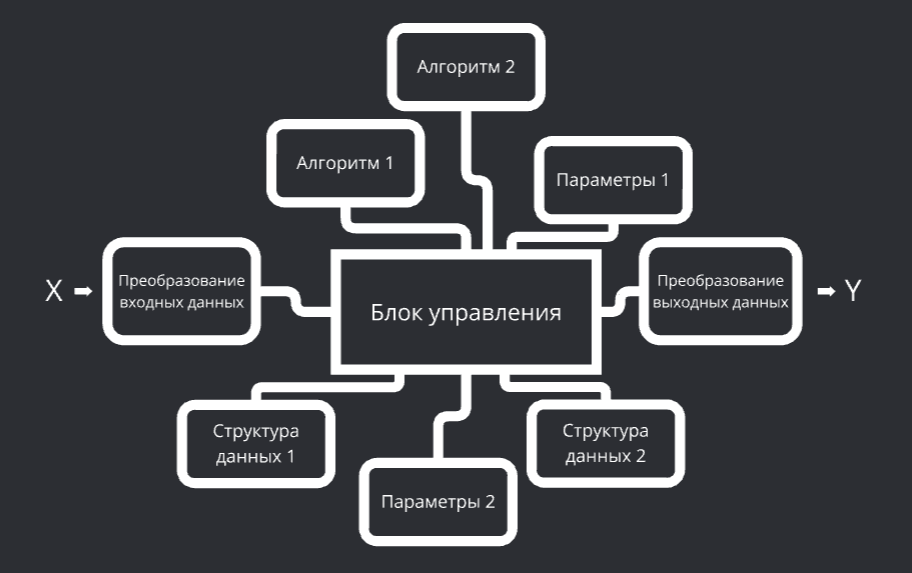 Алгоритм 2
Алгоритм 1
Параметры 1
X
Преобразование
входных данных
Блок управления
Преобразование
выходных данных
Y
Структура
данных 1
Параметры 2
Структура
данных 2